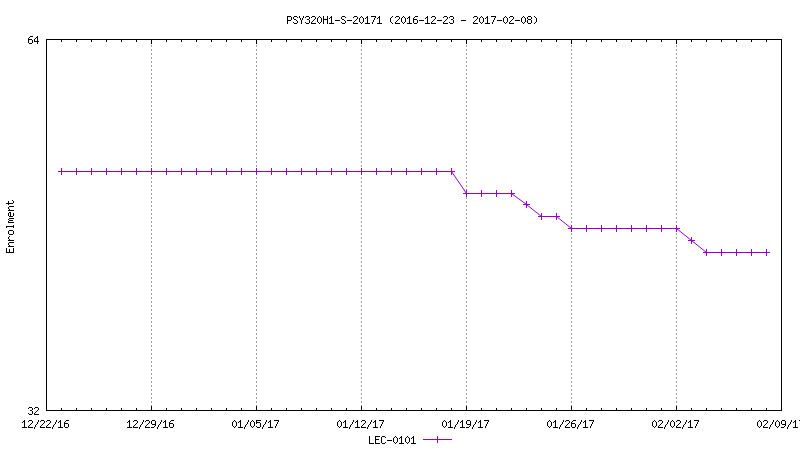 PSY320H1-S-20171 (2016-12-23 - 2017-02-08)
64
Enrolment
32
12/22/16 12/29/16 01/05/17 01/12/17 01/19/17 01/26/17 02/02/17 02/09/1
LEC-0101